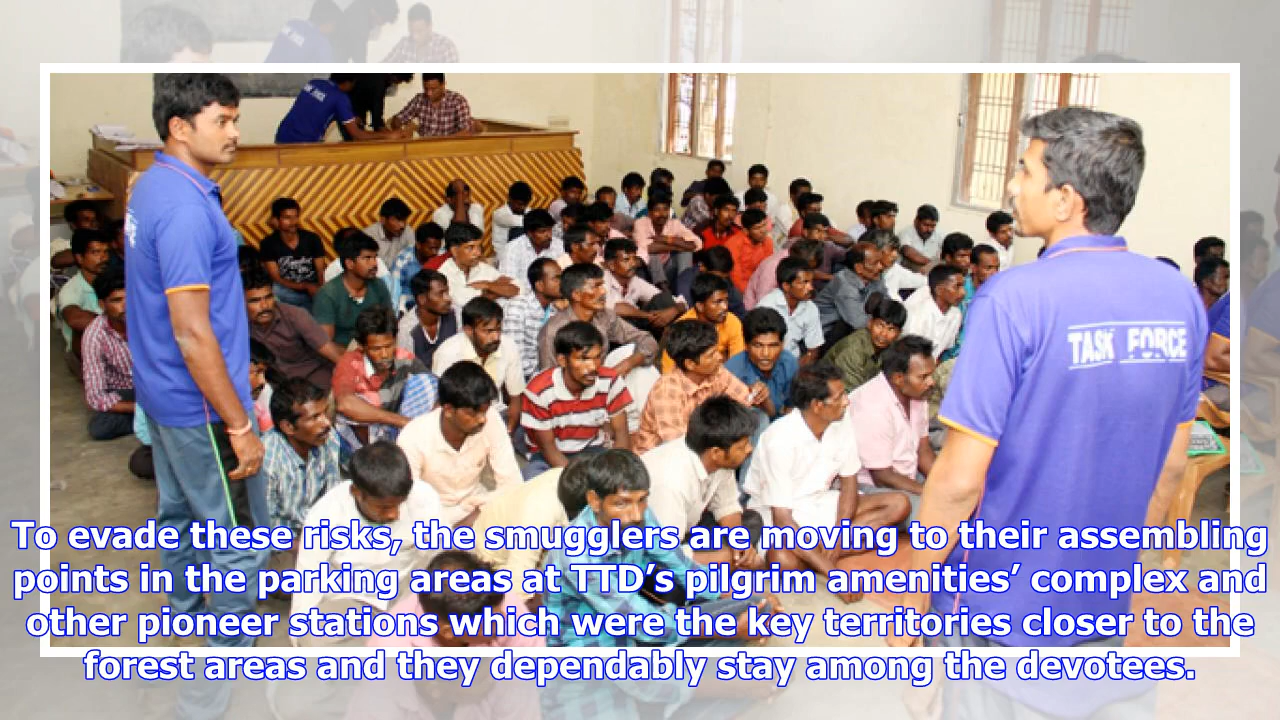 TASK FORCE
To evade these risks, the smugglers are moving to their assembling
points in the parking areas at TTD’s pilgrim amenities’ complex and
other pioneer stations which were the key territories closer to the
forest areas and they dependably stay among the devotees.